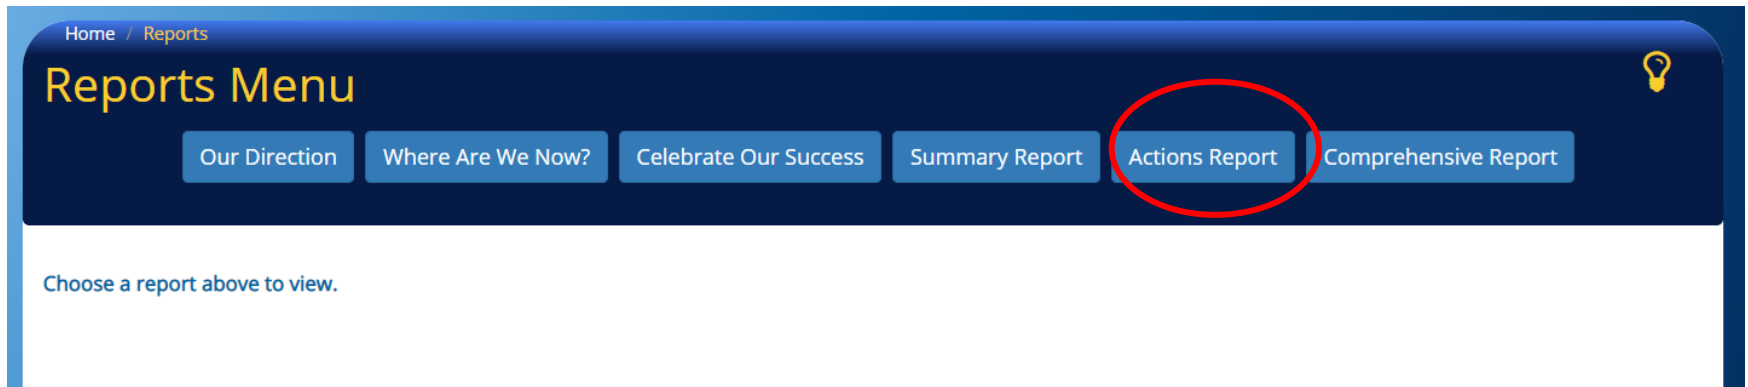 Home / Reports
Reports Menu
Our Direction Where Are We Now? Celebrate Our Success Summary Report Actions Report Comprehensive Report
Choose a report above to view.